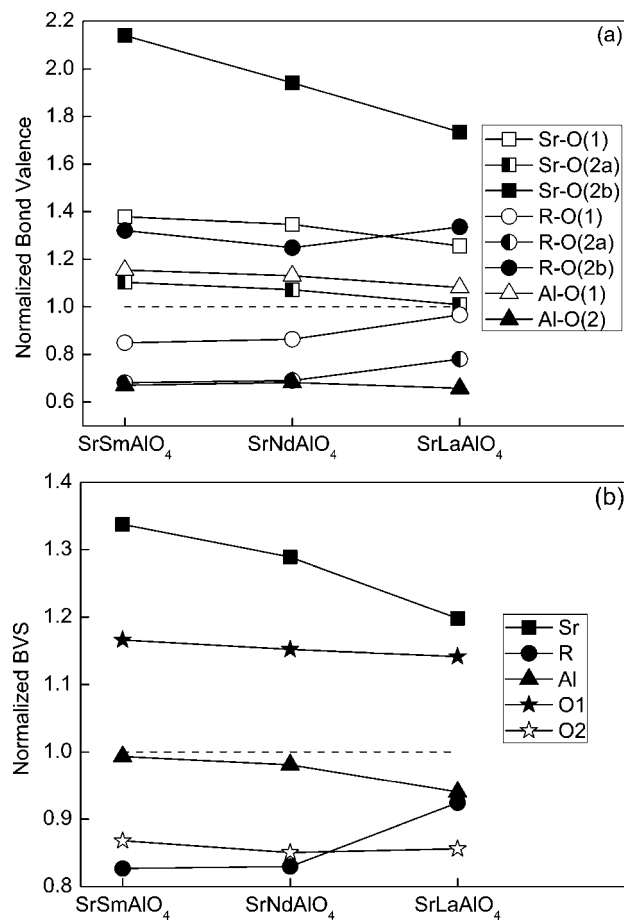 (a)
2.2
2.0
1.8
1.6
1.4
1.2
1.0
0.8
0.6
Normalized Bond Valence
Sr-O(1)
Sr-O(2a)
Sr-O(2b)
R-O(1)
R-O(2a)
R-O(2b)
Al-O(1)
Al-O(2)
SrSmAlO₄ SrNdAlO₄ SrLaAlO₄
(b)
1.4
1.3
1.2
1.1
1.0
0.9
0.8
Normalized BVS
Sr
R
Al
O1
O2
SrSmAlO₄ SrNdAlO₄ SrLaAlO₄